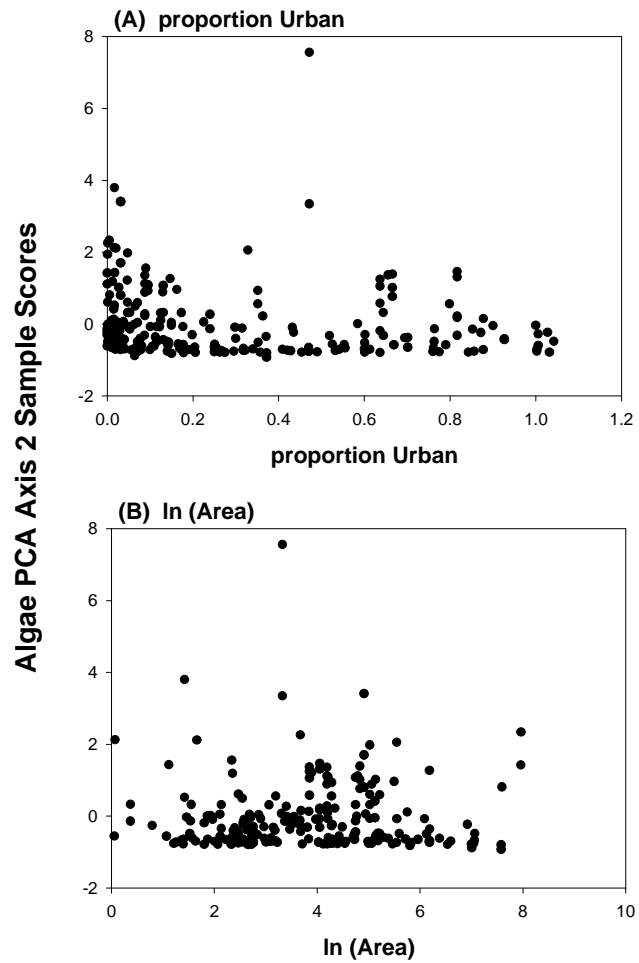 (A) proportion Urban
8
6
4
2
0
-2
0.0 0.2 0.4 0.6 0.8 1.0 1.2
proportion Urban
Algae PCA Axis 2 Sample Scores
(B) ln (Area)
8
6
4
2
0
-2
0 2 4 6 8 10
ln (Area)